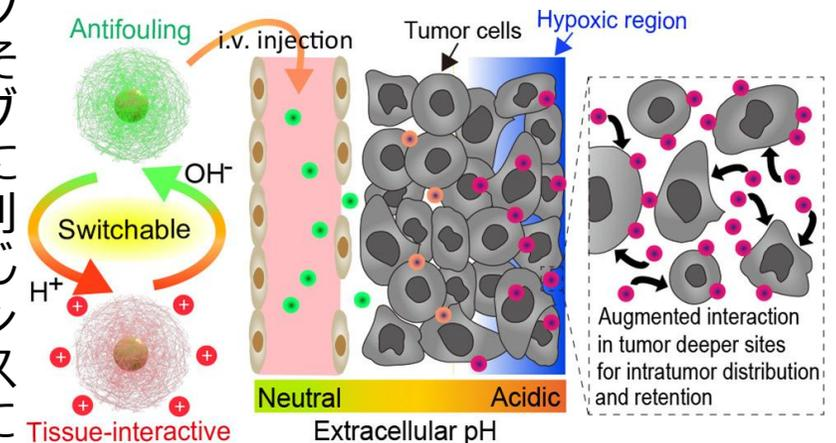 Antifouling
i.v. injection
Tumor cells
Hypoxic region
OH-
Switchable
H+
+
+
+
+
+
+
Tissue-interactive
Neutral
Acidic
Extracellular pH
Augmented interaction
in tumor deeper sites
for intratumor distribution
and retention